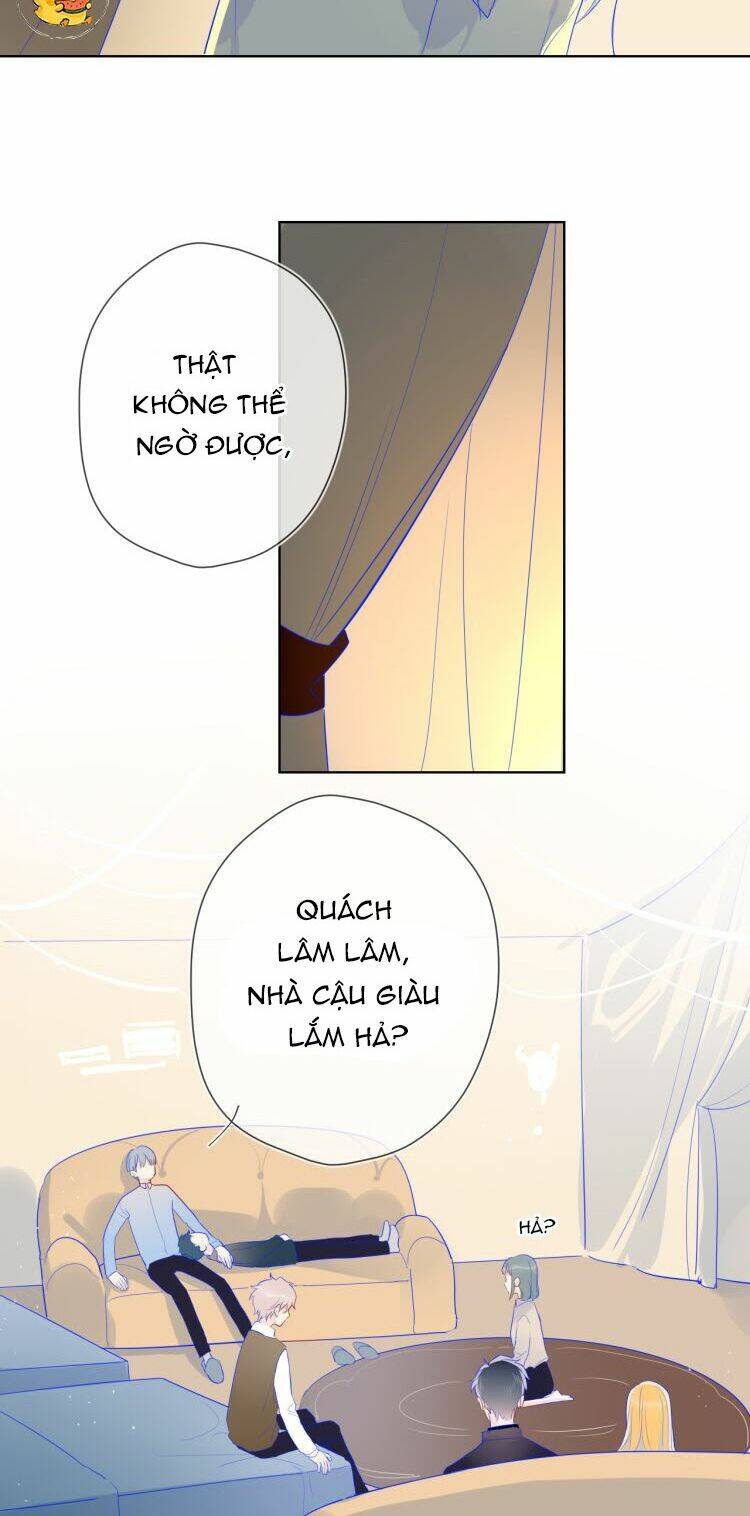 THẬT
KHÔNG THỂ
NGỜ ĐƯỢC,
QUÁCH
LÂM LÂM,
NHÀ CẬU GIÀU
LẮM HẢ?
HẢ?